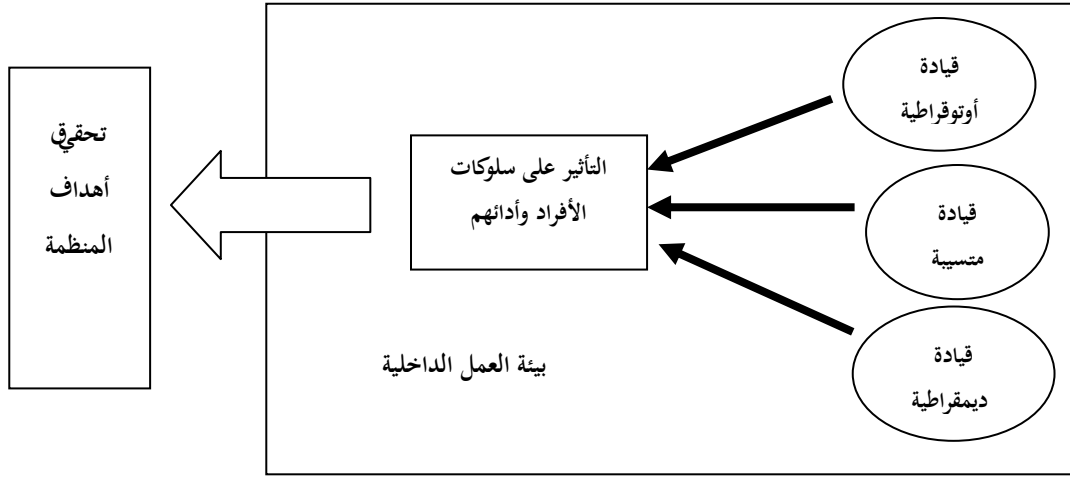 قيادة
أوتوقراطية
قيادة
متسيبة
قيادة
ديمقراطية
التأثير على سلوكات
الأفراد وأدائهم
بيئة العمل الداخلية
تحقيق
أهداف
المنظمة